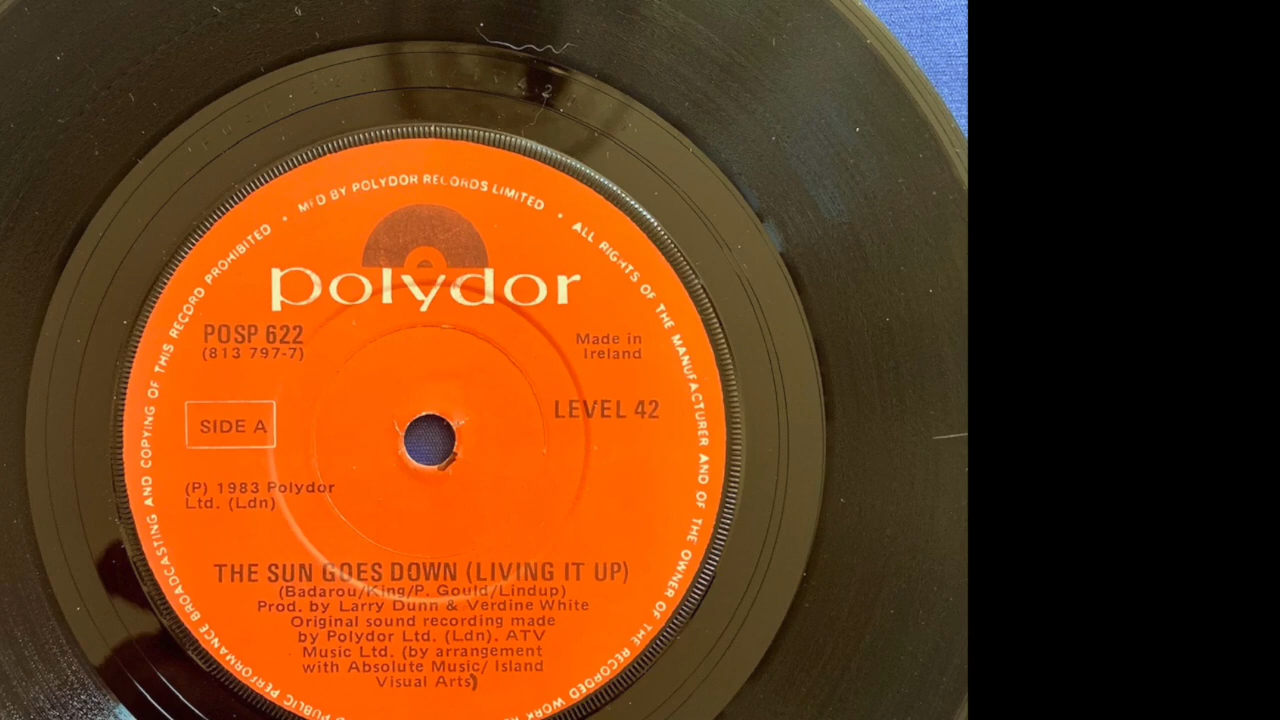 MFD BY POLYDOR RECORDS LIMITED • ALL RIGHTS OF THE MANUFACTURER AND OF THE OWNER OF THE RECORDED WORK
PUBLIC PERFORMANCE BROADCASTING AND COPYING OF THIS RECORD PROHIBITED •
polydor
POSP 622
(813 797-7)
Made in
Ireland
LEVEL 42
SIDE A
(P) 1983 Polydor
Ltd. (Ldn)
THE SUN GOES DOWN (LIVING IT UP)
(Badarou/King/P. Gould/Lindup)
Prod. by Larry Dunn & Verdine White
Original sound recording made
by Polydor Ltd. (Ldn). ATV
Music Ltd. (by arrangement
with Absolute Music/ Island
Visual Arts)
2